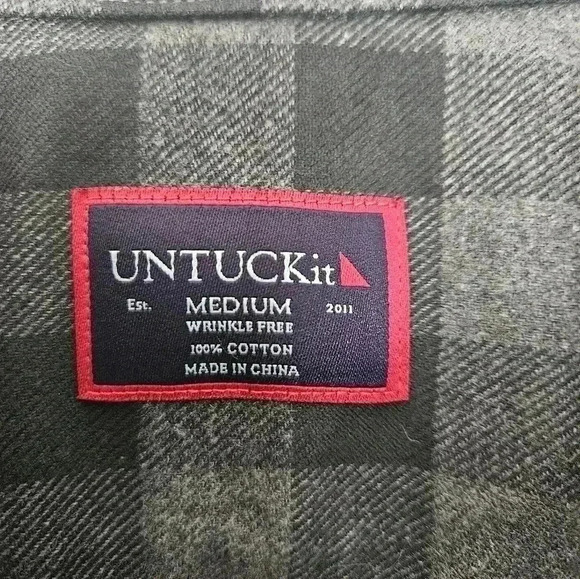 UNTUCKit
Est. MEDIUM 2011
WRINKLE FREE
100% COTTON
MADE IN CHINA